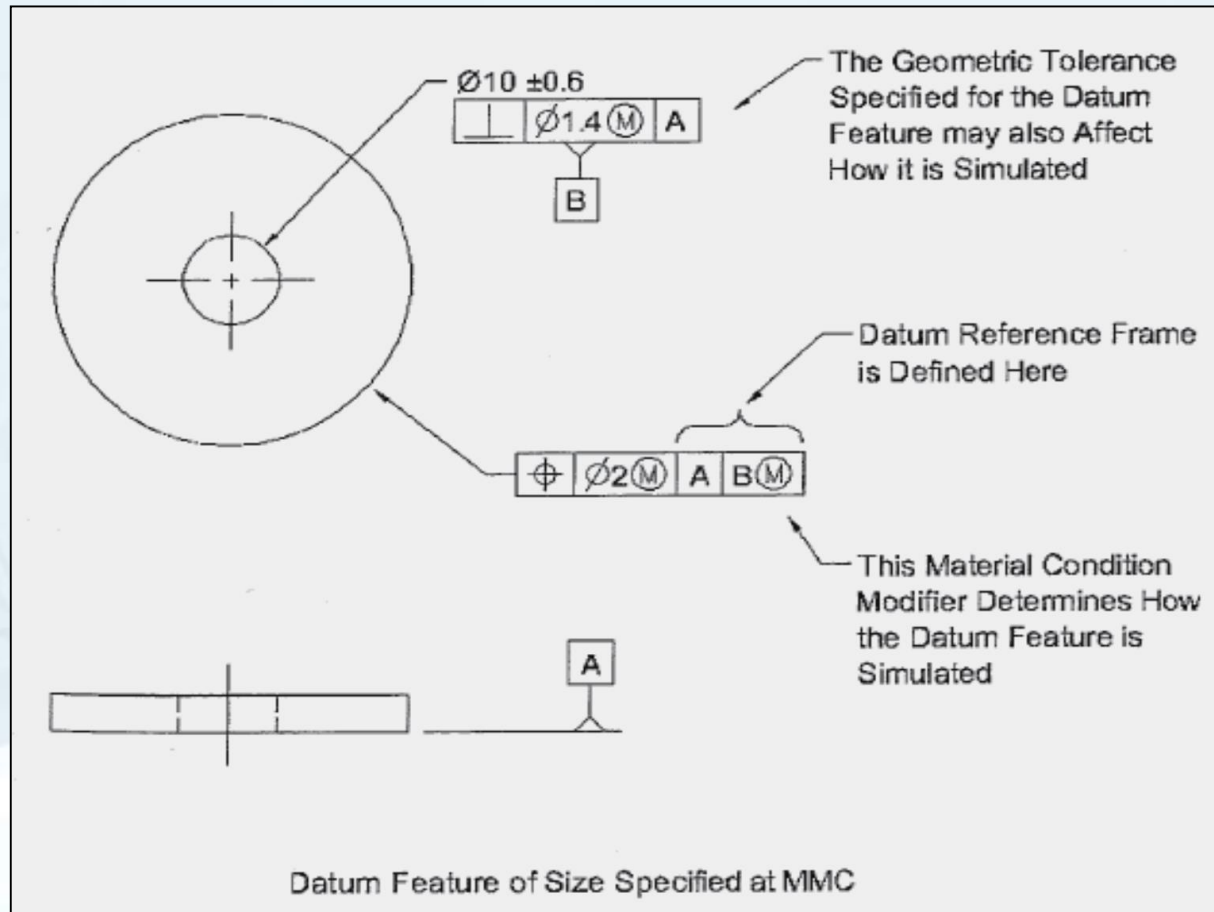 Ø10 ±0.6
⊥ Ø1.4Ⓜ A
B
The Geometric Tolerance
Specified for the Datum
Feature may also Affect
How it is Simulated
Datum Reference Frame
is Defined Here
⌖ Ø2Ⓜ A BⓂ
This Material Condition
Modifier Determines How
the Datum Feature is
Simulated
A
Datum Feature of Size Specified at MMC